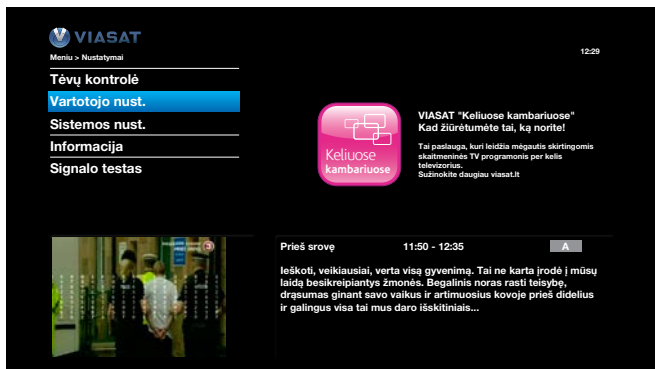 VIASAT
Meniu > Nustatymai
12:29
Tėvų kontrolė
Vartotojo nust.
Sistemos nust.
Informacija
Signalo testas
Keliuose
kambariuose
VIASAT "Keliuose kambariuose"
Kad žiūrėtumėte tai, ką norite!
Tai paslauga, kuri leidžia mėgautis skirtingomis
skaitmeninės TV programonis per kelis
televizorius.
Sužinokite daugiau viasat.lt
3
Prieš srovę 11:50 - 12:35 A
Ieškoti, veikiausiai, verta visą gyvenimą. Tai ne karta įrodė į mūsų
laidą besikreipiantys žmonės. Begalinis noras rasti teisybę,
drąsumas ginant savo vaikus ir artimuosius kovoje prieš didelius
ir galingus visa tai mus daro išskitiniais...